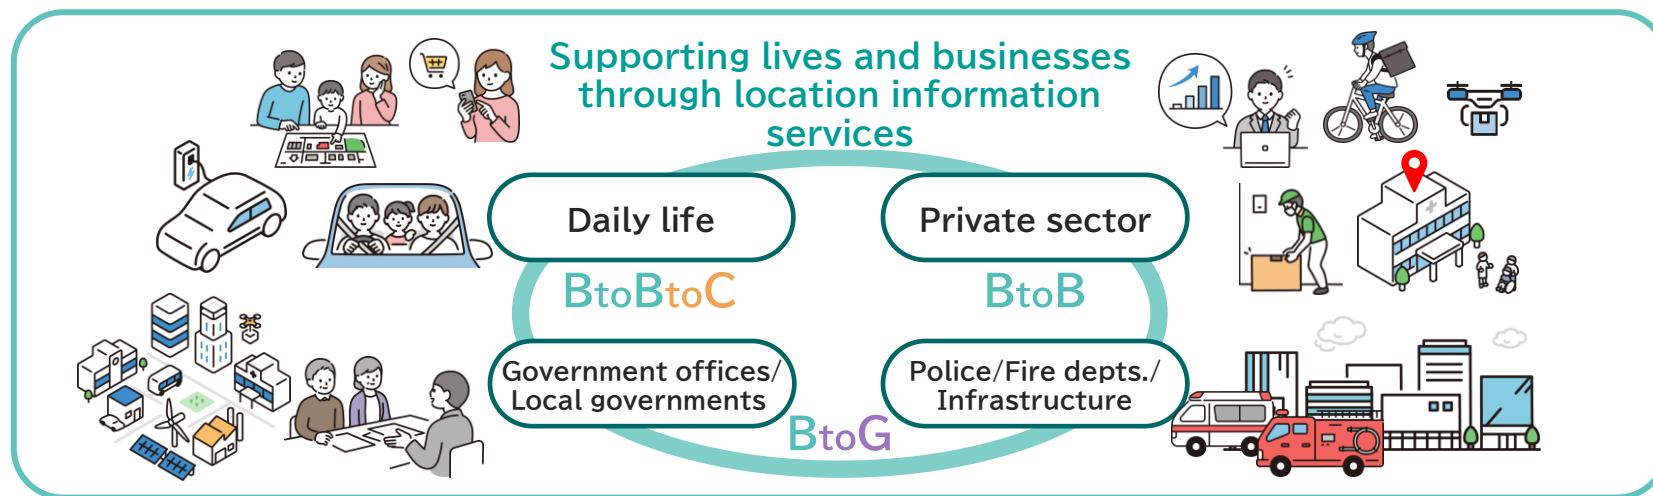 Supporting lives and businesses
through location information
services
Daily life
Private sector
BtoBtoC
BtoB
Government offices/
Local governments
Police/Fire depts./
Infrastructure
BtoG